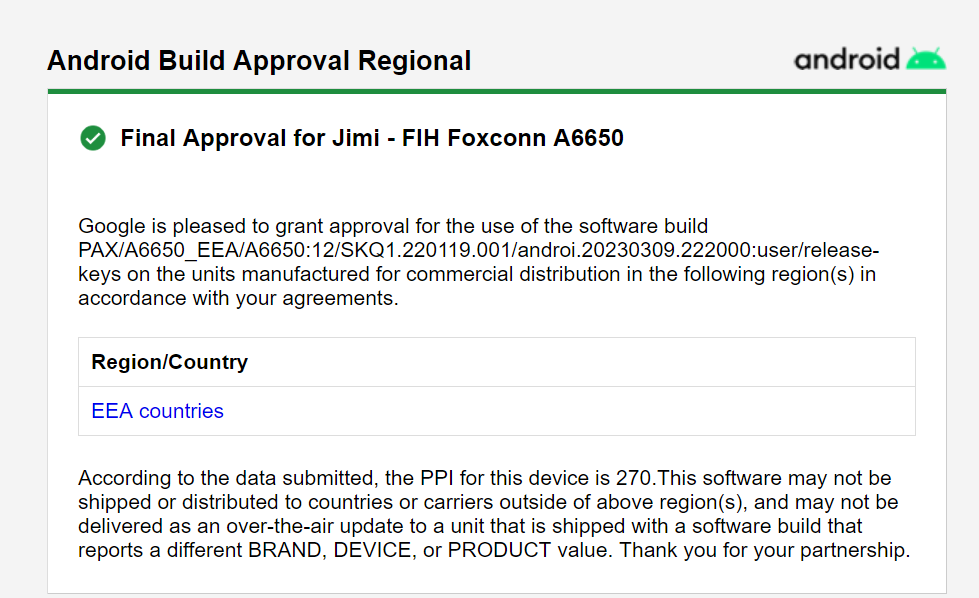 Android Build Approval Regional
android
Final Approval for Jimi - FIH Foxconn A6650
Google is pleased to grant approval for the use of the software build
PAX/A6650_EEA/A6650:12/SKQ1.220119.001/androi.20230309.222000:user/release-
keys on the units manufactured for commercial distribution in the following region(s) in
accordance with your agreements.
Region/Country
EEA countries
According to the data submitted, the PPI for this device is 270.This software may not be
shipped or distributed to countries or carriers outside of above region(s), and may not be
delivered as an over-the-air update to a unit that is shipped with a software build that
reports a different BRAND, DEVICE, or PRODUCT value. Thank you for your partnership.